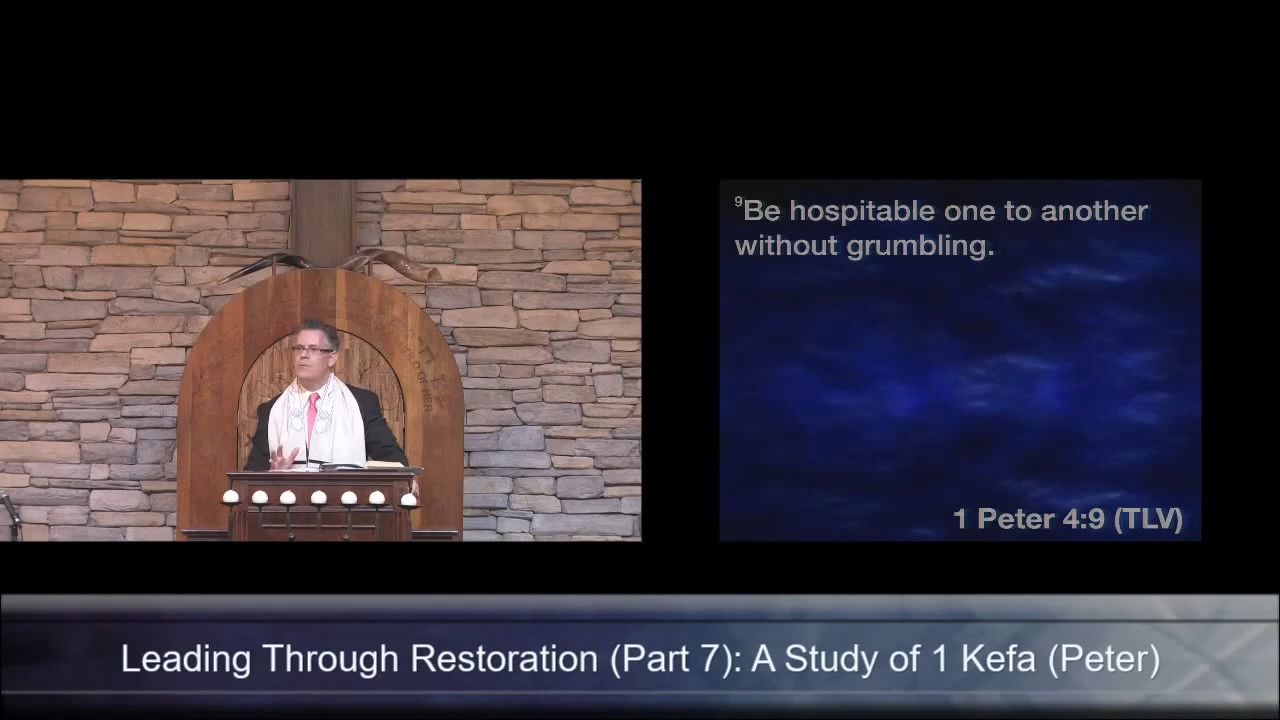 ⁹Be hospitable one to another
without grumbling.
1 Peter 4:9 (TLV)
Leading Through Restoration (Part 7): A Study of 1 Kefa (Peter)